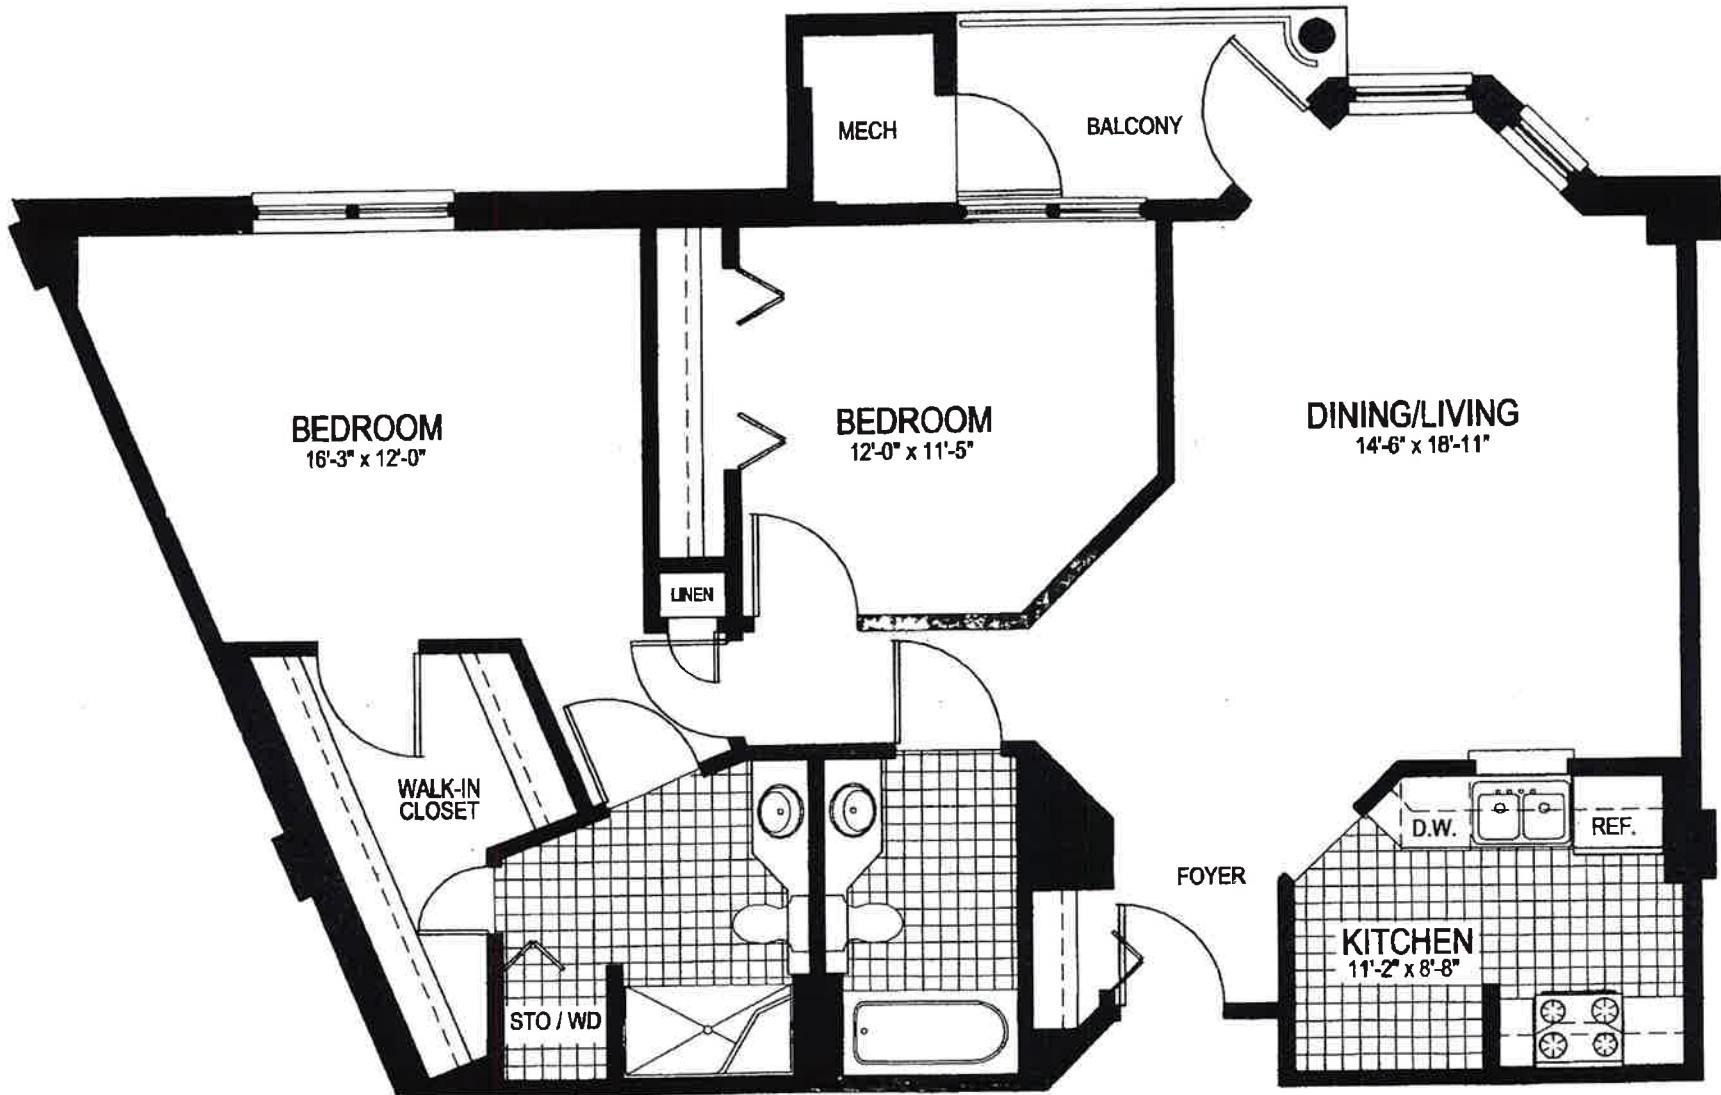 MECH
BALCONY
BEDROOM
16'-3" x 12'-0"
BEDROOM
12'-0" x 11'-5"
DINING/LIVING
14'-6" x 18'-11"
LINEN
WALK-IN
CLOSET
D.W.
REF.
FOYER
KITCHEN
11'-2" x 8'-8"
STO / WD